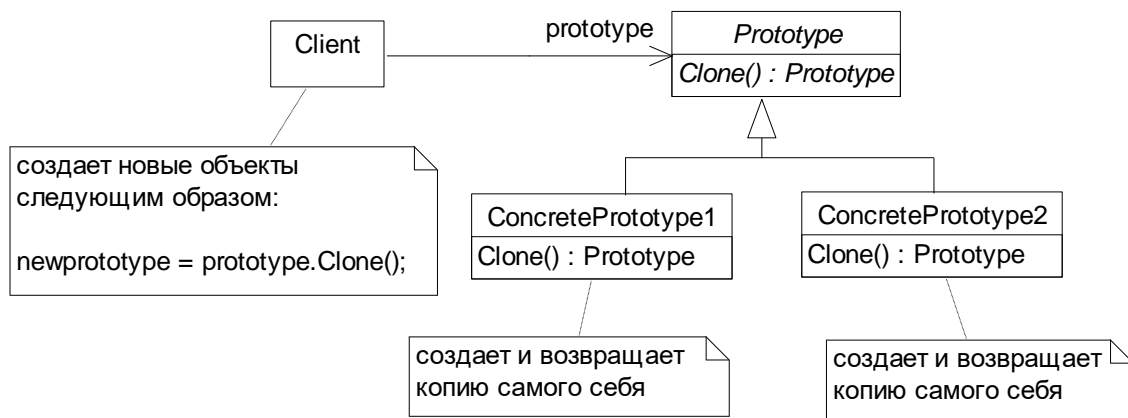 Client
prototype
Prototype
Clone() : Prototype
создает новые объекты
следующим образом:
newprototype = prototype.Clone();
ConcretePrototype1
Clone() : Prototype
ConcretePrototype2
Clone() : Prototype
создает и возвращает
копию самого себя
создает и возвращает
копию самого себя